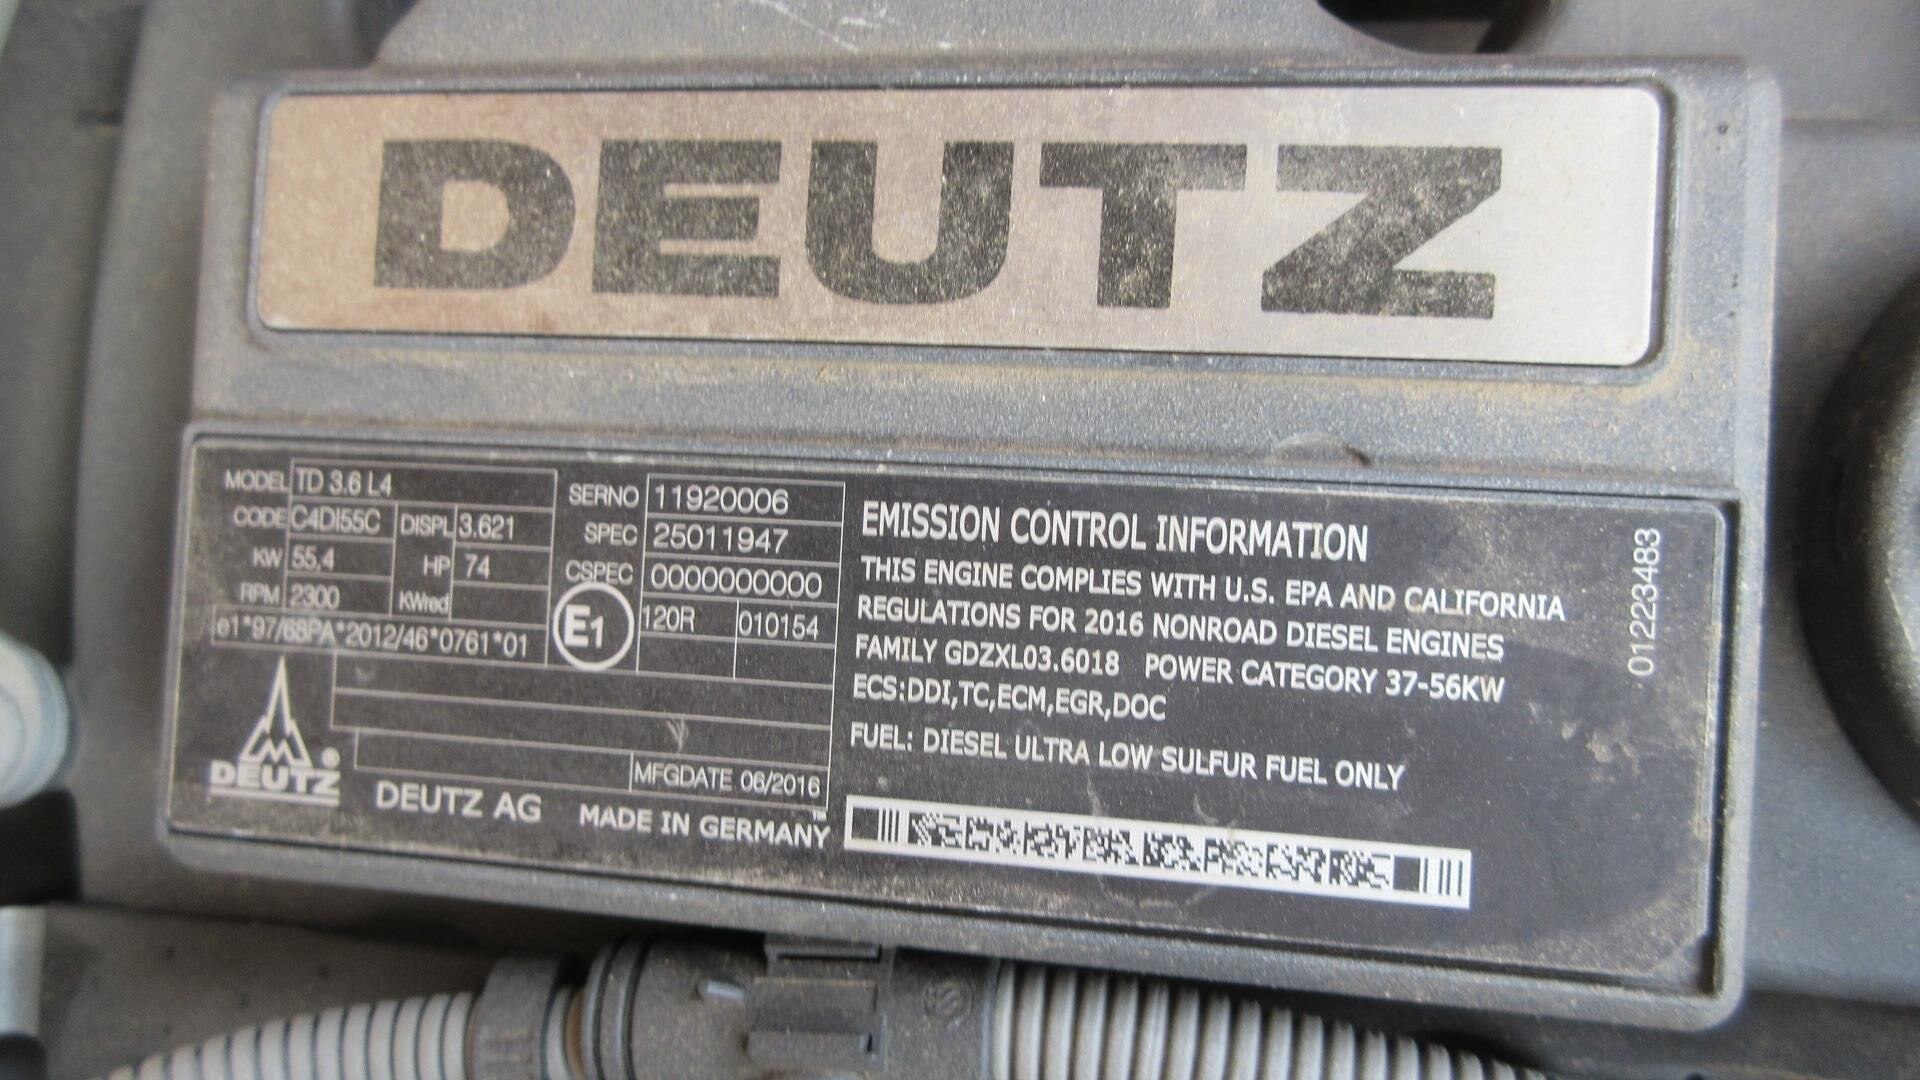 DEUTZ
MODEL TD 3.6 L4
CODE C4DI55C DISPL 3.621
KW 55,4 HP 74
RPM 2300 KWred
e1*97/68PA*2012/46*0761*01
SERNO 11920006
SPEC 25011947
CSPEC 0000000000
E1 120R 010154
MFGDATE 06/2016
DEUTZ ®
DEUTZ AG MADE IN GERMANY ™
EMISSION CONTROL INFORMATION
THIS ENGINE COMPLIES WITH U.S. EPA AND CALIFORNIA
REGULATIONS FOR 2016 NONROAD DIESEL ENGINES
FAMILY GDZXL03.6018 POWER CATEGORY 37-56KW
ECS:DDI,TC,ECM,EGR,DOC
FUEL: DIESEL ULTRA LOW SULFUR FUEL ONLY
01223483